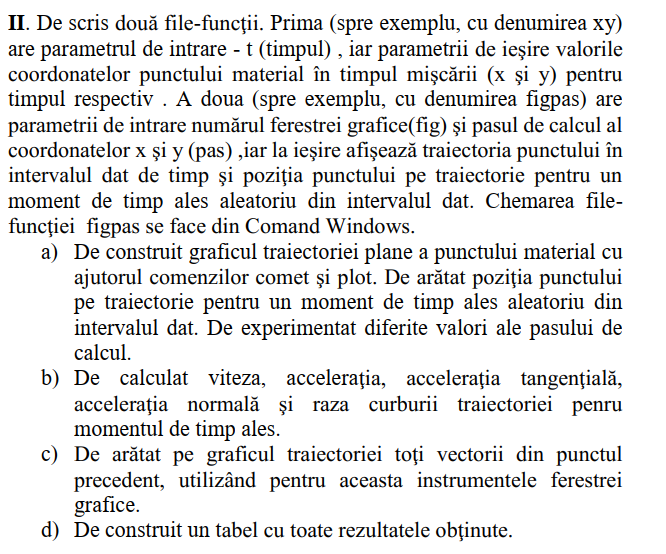 II. De scris două file-funcţii. Prima (spre exemplu, cu denumirea xy)
are parametrul de intrare - t (timpul) , iar parametrii de ieşire valorile
coordonatelor punctului material în timpul mişcării (x şi y) pentru
timpul respectiv . A doua (spre exemplu, cu denumirea figpas) are
parametrii de intrare numărul ferestrei grafice(fig) şi pasul de calcul al
coordonatelor x şi y (pas) ,iar la ieşire afişează traiectoria punctului în
intervalul dat de timp şi poziţia punctului pe traiectorie pentru un
moment de timp ales aleatoriu din intervalul dat. Chemarea file-
funcţiei figpas se face din Comand Windows.
a) De construit graficul traiectoriei plane a punctului material cu
ajutorul comenzilor comet şi plot. De arătat poziţia punctului
pe traiectorie pentru un moment de timp ales aleatoriu din
intervalul dat. De experimentat diferite valori ale pasului de
calcul.
b) De calculat viteza, acceleraţia, acceleraţia tangenţială,
acceleraţia normală şi raza curburii traiectoriei penru
momentul de timp ales.
c) De arătat pe graficul traiectoriei toţi vectorii din punctul
precedent, utilizând pentru aceasta instrumentele ferestrei
grafice.
d) De construit un tabel cu toate rezultatele obţinute.